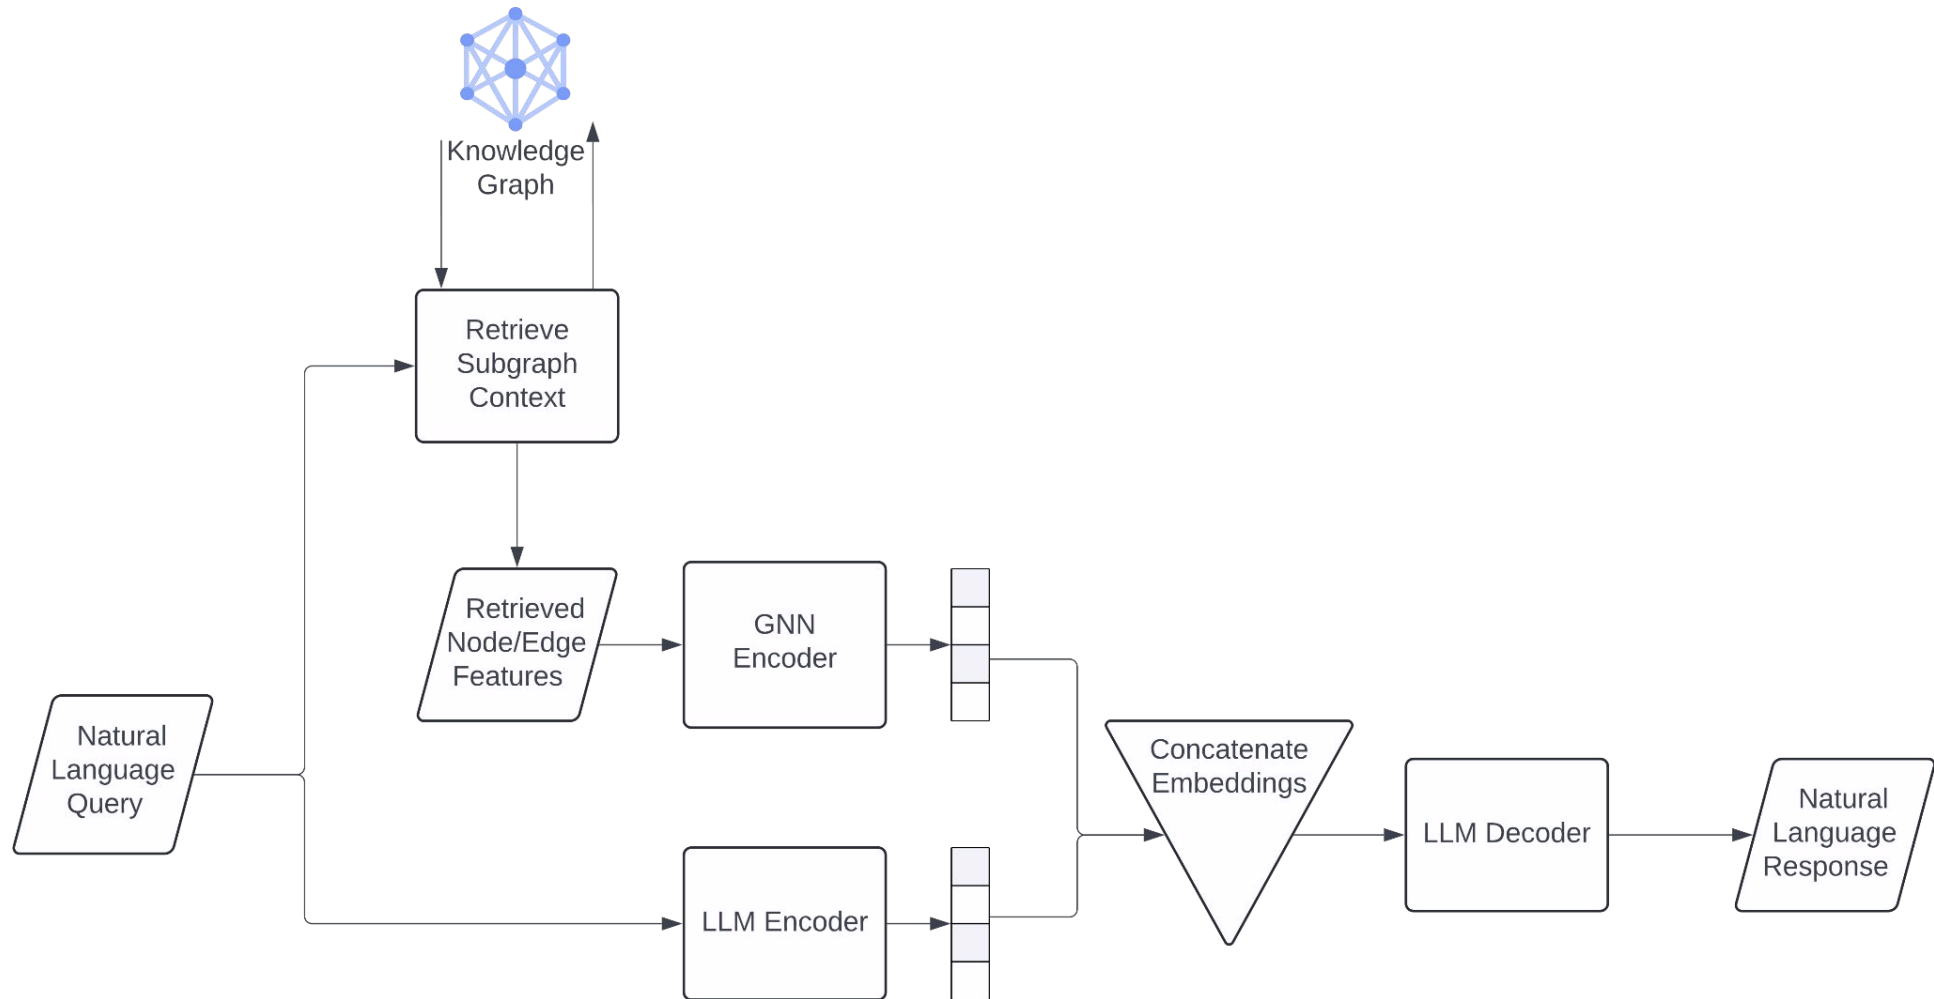 Knowledge
Graph
Retrieve
Subgraph
Context
Retrieved
Node/Edge
Features
GNN
Encoder
Natural
Language
Query
LLM Encoder
Concatenate
Embeddings
LLM Decoder
Natural
Language
Response